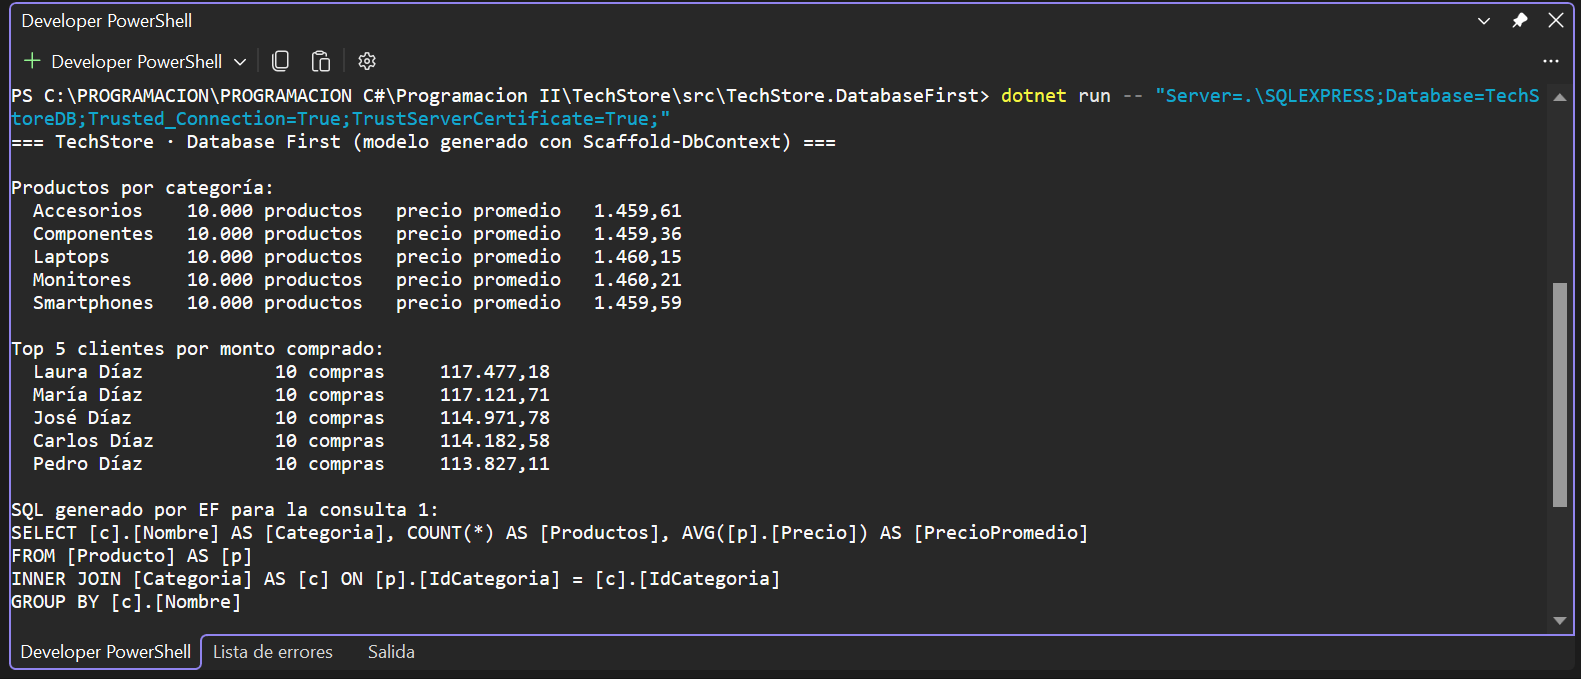 Developer PowerShell
Developer PowerShell
PS C:\PROGRAMACION\PROGRAMACION C#\Programacion II\TechStore\src\TechStore.DatabaseFirst> dotnet run -- "Server=.\SQLEXPRESS;Database=TechS
toreDB;Trusted_Connection=True;TrustServerCertificate=True;"
=== TechStore · Database First (modelo generado con Scaffold-DbContext) ===
Productos por categoría:
Accesorios 10.000 productos precio promedio 1.459,61
Componentes 10.000 productos precio promedio 1.459,36
Laptops 10.000 productos precio promedio 1.460,15
Monitores 10.000 productos precio promedio 1.460,21
Smartphones 10.000 productos precio promedio 1.459,59
Top 5 clientes por monto comprado:
Laura Díaz 10 compras 117.477,18
María Díaz 10 compras 117.121,71
José Díaz 10 compras 114.971,78
Carlos Díaz 10 compras 114.182,58
Pedro Díaz 10 compras 113.827,11
SQL generado por EF para la consulta 1:
SELECT [c].[Nombre] AS [Categoria], COUNT(*) AS [Productos], AVG([p].[Precio]) AS [PrecioPromedio]
FROM [Producto] AS [p]
INNER JOIN [Categoria] AS [c] ON [p].[IdCategoria] = [c].[IdCategoria]
GROUP BY [c].[Nombre]
Developer PowerShell Lista de errores Salida